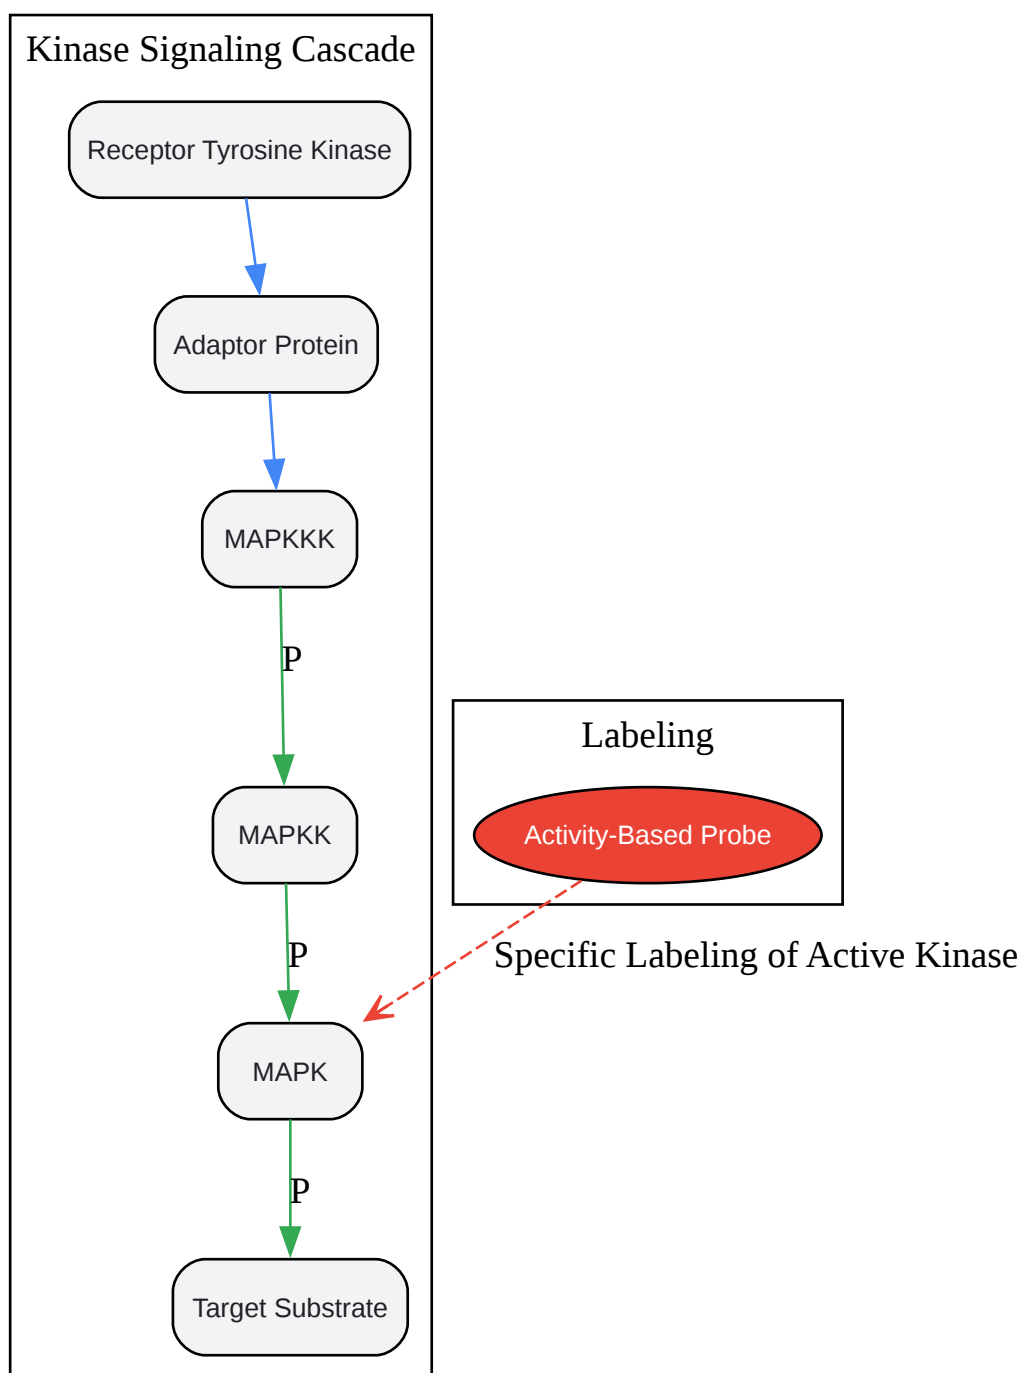 Kinase Signaling Cascade
Receptor Tyrosine Kinase
Adaptor Protein
MAPKKK
P
Labeling
Activity-Based Probe
MAPKK
P
Specific Labeling of Active Kinase
MAPK
P
Target Substrate